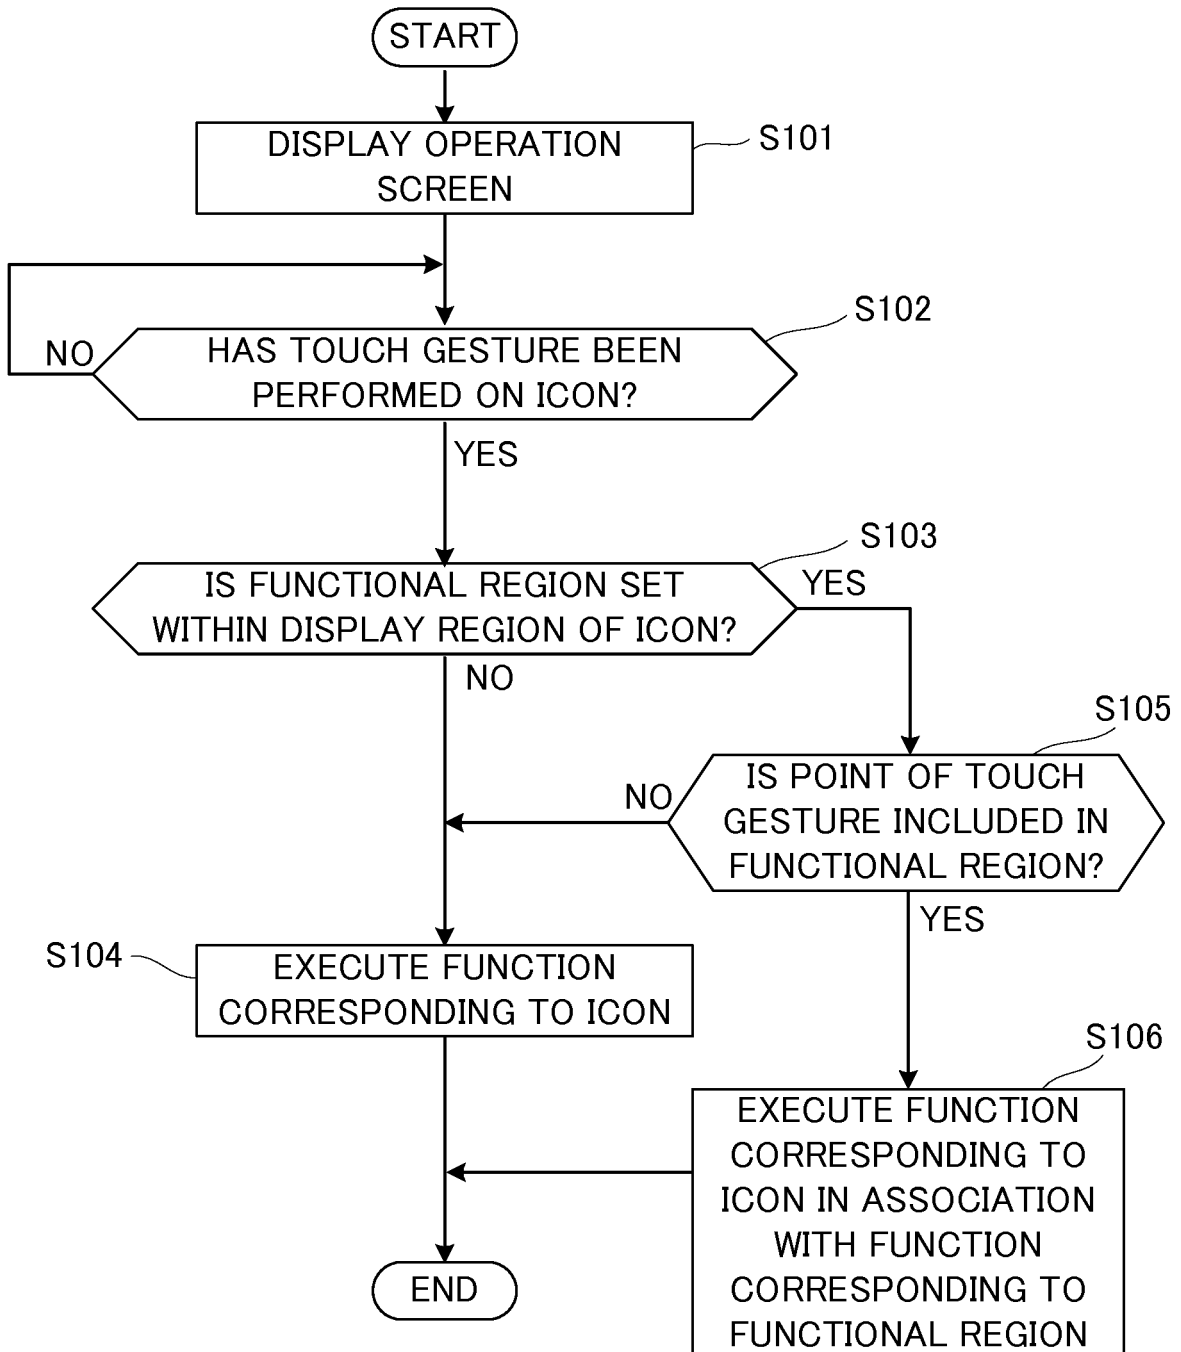 START
DISPLAY OPERATION
SCREEN
S101
HAS TOUCH GESTURE BEEN
PERFORMED ON ICON?
S102
NO
YES
IS FUNCTIONAL REGION SET
WITHIN DISPLAY REGION OF ICON?
S103
YES
NO
IS POINT OF TOUCH
GESTURE INCLUDED IN
FUNCTIONAL REGION?
S105
NO
YES
S104
EXECUTE FUNCTION
CORRESPONDING TO ICON
S106
EXECUTE FUNCTION
CORRESPONDING TO
ICON IN ASSOCIATION
WITH FUNCTION
CORRESPONDING TO
FUNCTIONAL REGION
END